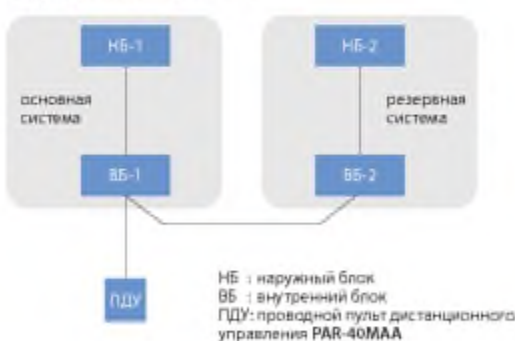 НБ-1
НБ-2
основная
система
резервная
система
ВБ-1
ВБ-2
ПДУ
НБ : наружный блок
ВБ : внутренний блок
ПДУ: проводной пульт дистанционного
управления PAR-40MAA